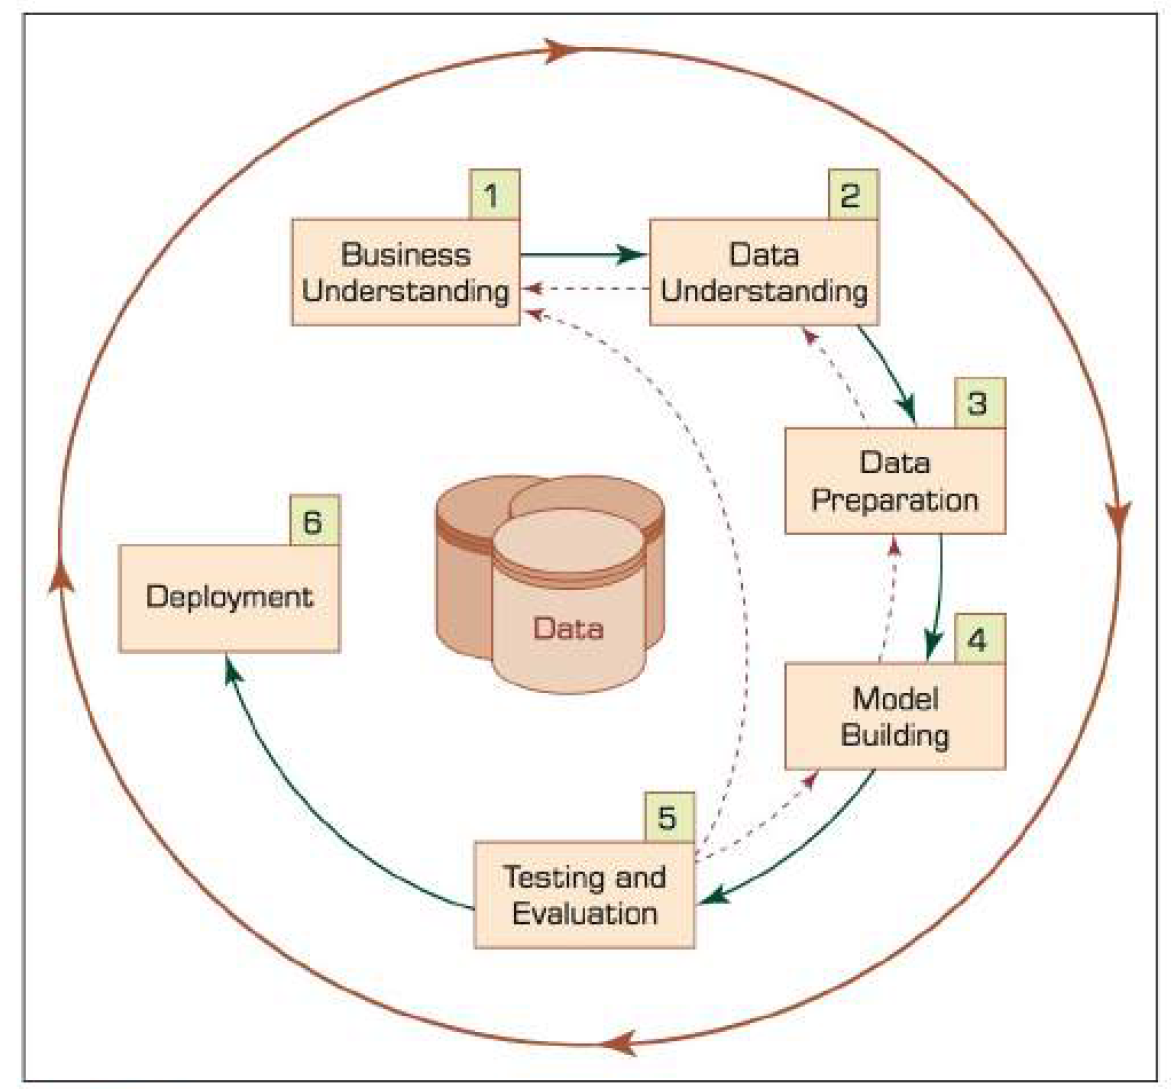 1
Business
Understanding
2
Data
Understanding
3
Data
Preparation
4
Model
Building
5
Testing and
Evaluation
6
Deployment
Data